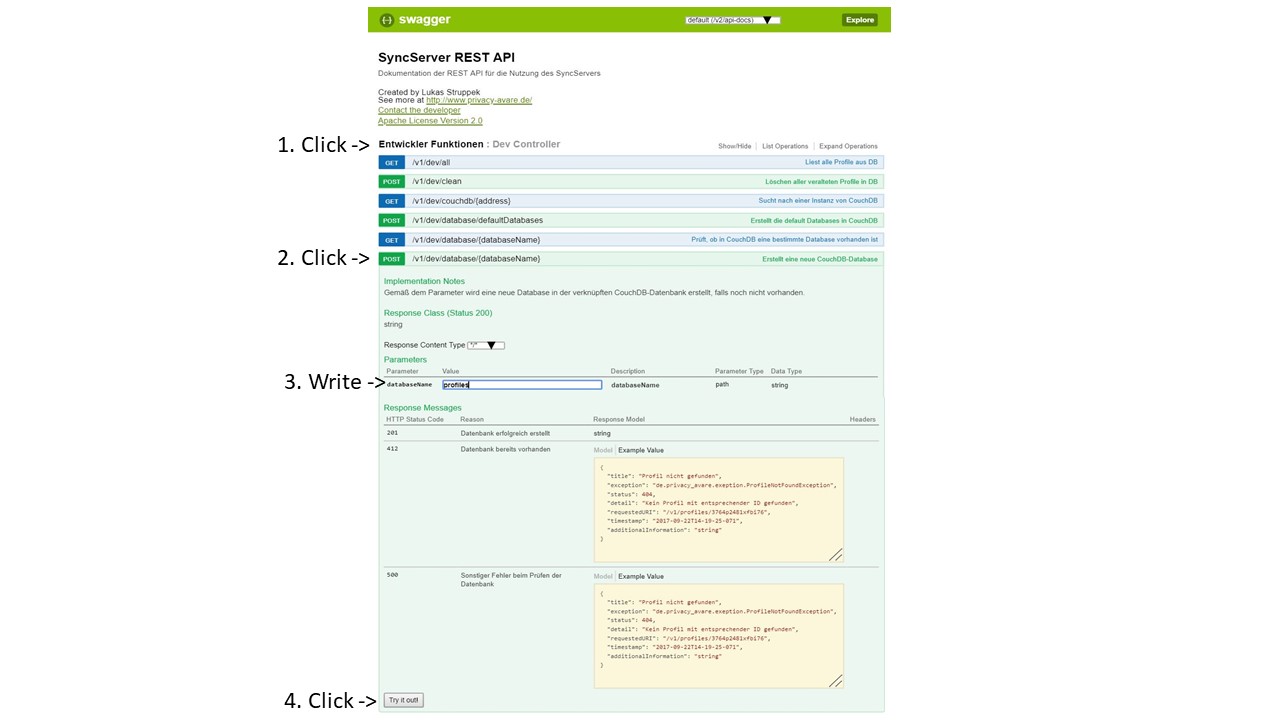 swagger
default (/v2/api-docs)
Explore
SyncServer REST API
Dokumentation der REST API für die Nutzung des SyncServers
Created by Lukas Struppek
See more at http://www.privacy-avare.de/
Contact the developer
Apache License Version 2.0
1. Click -> Entwickler Funktionen : Dev Controller Show/Hide List Operations Expand Operations
GET /v1/dev/all Liest alle Profile aus DB
POST /v1/dev/clean Löschen aller veralteten Profile in DB
GET /v1/dev/couchdb/{address} Sucht nach einer Instanz von CouchDB
POST /v1/dev/database/defaultDatabases Erstellt die default Databases in CouchDB
GET /v1/dev/database/{databaseName} Prüft, ob in CouchDB eine bestimmte Database vorhanden ist
2. Click -> POST /v1/dev/database/{databaseName} Erstellt eine neue CouchDB-Database
Implementation Notes
Gemäß dem Parameter wird eine neue Database in der verknüpften CouchDB-Datenbank erstellt, falls noch nicht vorhanden.
Response Class (Status 200)
string
Response Content Type */*
Parameters
Parameter Value Description Parameter Type Data Type
3. Write -> databaseName profiles databaseName path string
Response Messages
HTTP Status Code Reason Response Model Headers
201 Datenbank erfolgreich erstellt string
412 Datenbank bereits vorhanden Model Example Value
{
"title": "Profil nicht gefunden",
"exception": "de.privacy_avare.exeption.ProfileNotFoundException",
"status": 404,
"detail": "Kein Profil mit entsprechender ID gefunden",
"requestedURI": "/v1/profiles/3764p2481xfbi76",
"timestamp": "2017-09-22T14-19-25-071",
"additionalInformation": "string"
}
500 Sonstiger Fehler beim Prüfen der Model Example Value
Datenbank
{
"title": "Profil nicht gefunden",
"exception": "de.privacy_avare.exeption.ProfileNotFoundException",
"status": 404,
"detail": "Kein Profil mit entsprechender ID gefunden",
"requestedURI": "/v1/profiles/3764p2481xfbi76",
"timestamp": "2017-09-22T14-19-25-071",
"additionalInformation": "string"
}
4. Click -> Try it out!